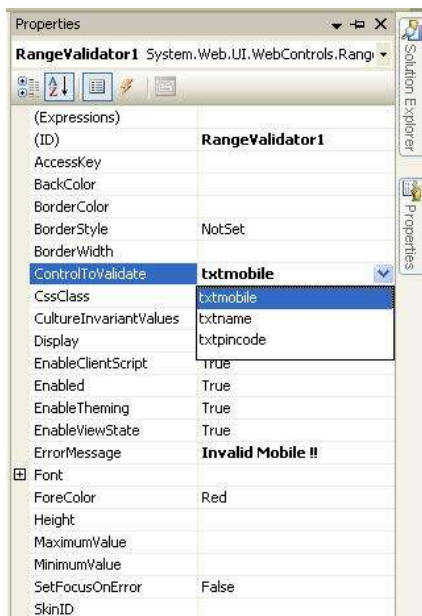 Properties
RangeValidator1 System.Web.UI.WebControls.Rang
(Expressions)
(ID) RangeValidator1
AccessKey
BackColor
BorderColor
BorderStyle NotSet
BorderWidth
ControlToValidate txtmobile
CssClass txtmobile
CultureInvariantValues txtname
Display txtpincode
EnableClientScript True
Enabled True
EnableTheming True
EnableViewState True
ErrorMessage Invalid Mobile !!
Font
ForeColor Red
Height
MaximumValue
MinimumValue
SetFocusOnError False
SkinID
Solution Explorer
Properties